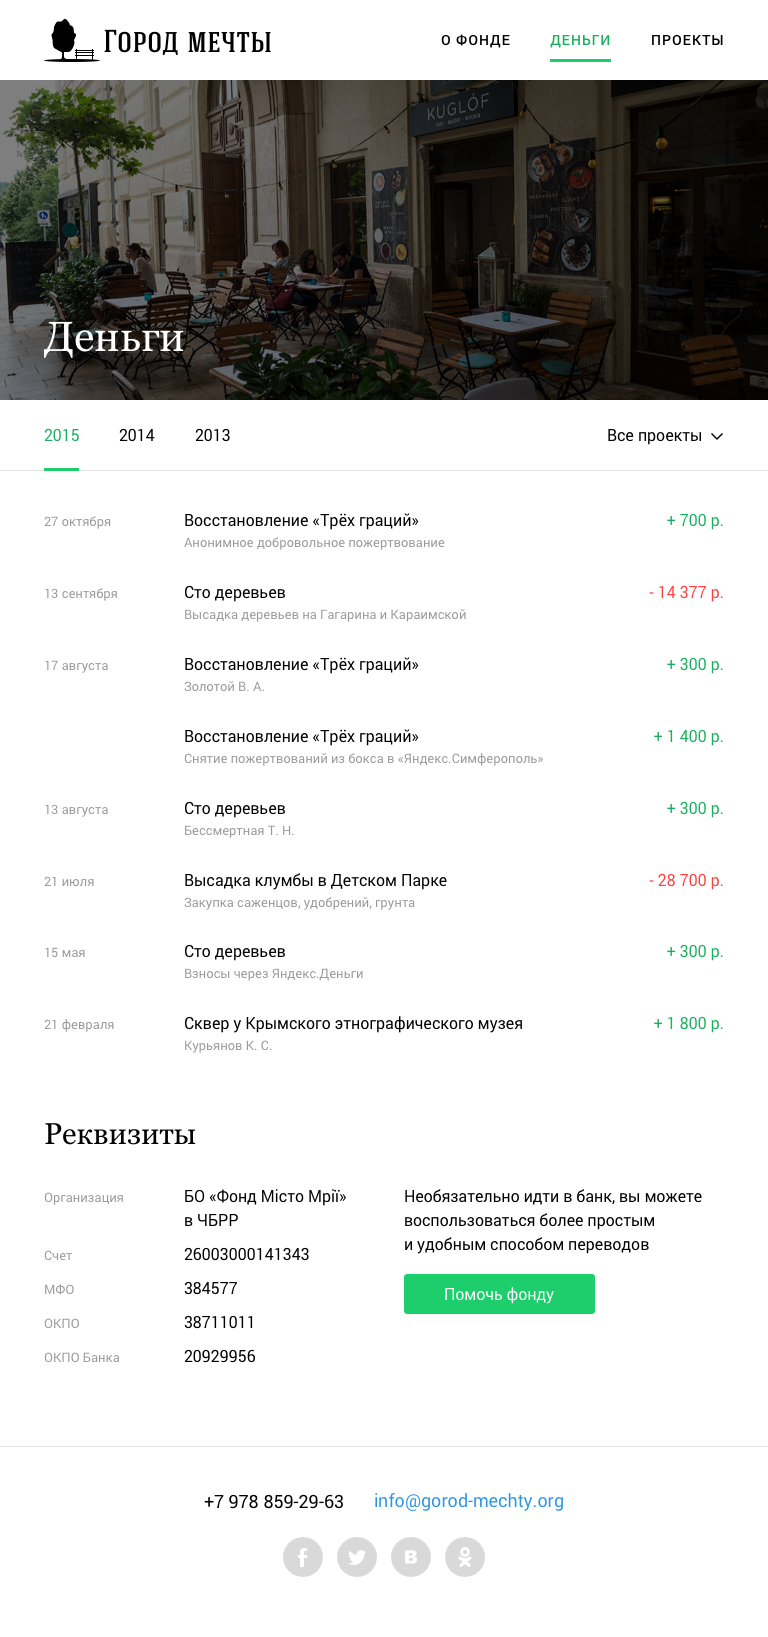 Город мечты
О ФОНДЕ
ДЕНЬГИ
ПРОЕКТЫ
KUGLÓF
Деньги
2015
2014
2013
Все проекты
27 октября
Восстановление «Трёх граций»
+ 700 р.
Анонимное добровольное пожертвование
13 сентября
Сто деревьев
- 14 377 р.
Высадка деревьев на Гагарина и Караимской
17 августа
Восстановление «Трёх граций»
+ 300 р.
Золотой В. А.
Восстановление «Трёх граций»
+ 1 400 р.
Снятие пожертвований из бокса в «Яндекс.Симферополь»
13 августа
Сто деревьев
+ 300 р.
Бессмертная Т. Н.
21 июля
Высадка клумбы в Детском Парке
- 28 700 р.
Закупка саженцов, удобрений, грунта
15 мая
Сто деревьев
+ 300 р.
Взносы через Яндекс.Деньги
21 февраля
Сквер у Крымского этнографического музея
+ 1 800 р.
Курьянов К. С.
Реквизиты
Организация
БО «Фонд Місто Мрії»
в ЧБРР
Счет
26003000141343
МФО
384577
ОКПО
38711011
ОКПО Банка
20929956
Необязательно идти в банк, вы можете
воспользоваться более простым
и удобным способом переводов
Помочь фонду
+7 978 859-29-63
info@gorod-mechty.org